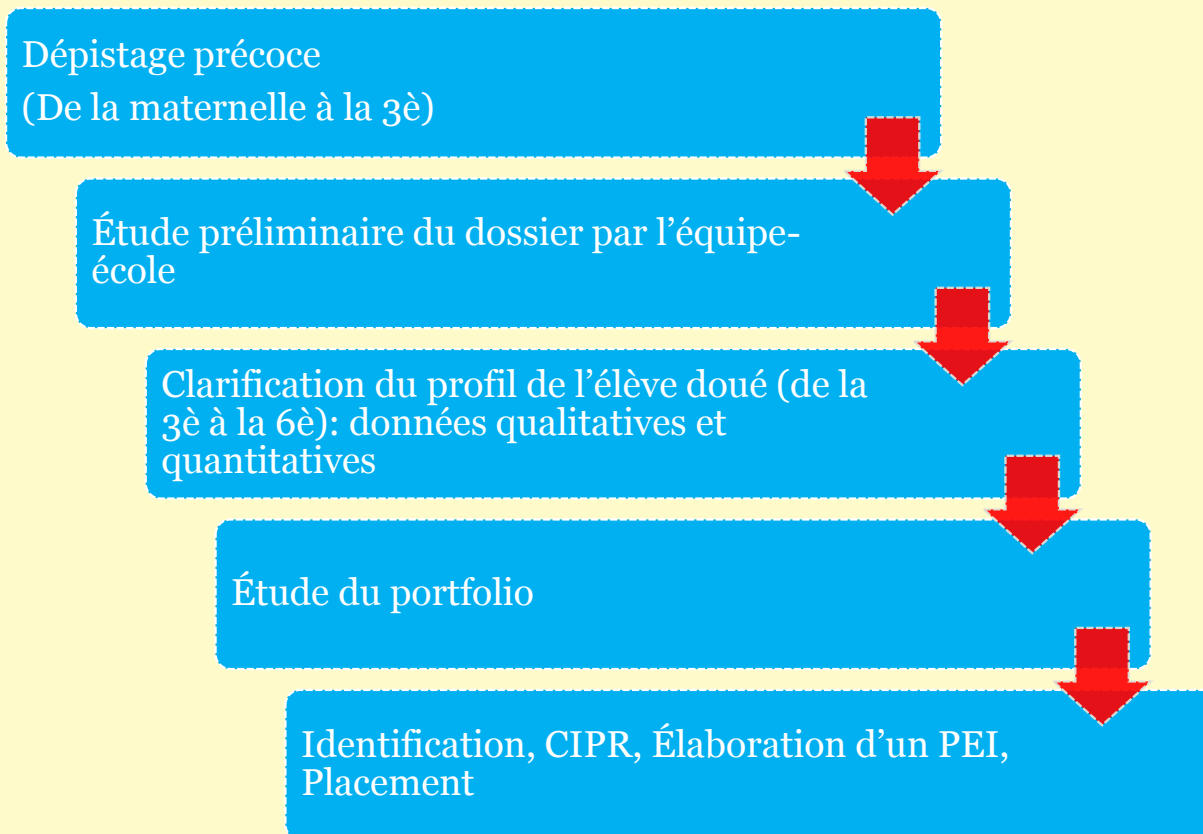 Dépistage précoce
(De la maternelle à la 3è)
Étude préliminaire du dossier par l’équipe-
école
Clarification du profil de l’élève doué (de la
3è à la 6è): données qualitatives et
quantitatives
Étude du portfolio
Identification, CIPR, Élaboration d’un PEI,
Placement